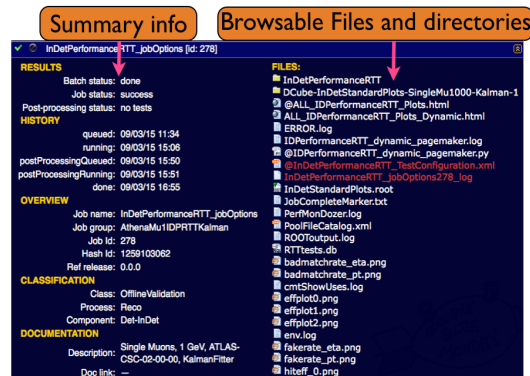 Summary info
Browsable Files and directories
InDetPerformanceRTT_jobOptions [id: 278]
RESULTS
Batch status: done
Job status: success
Post-processing status: no tests
HISTORY
queued: 09/03/15 11:34
running: 09/03/15 15:06
postProcessingQueued: 09/03/15 15:50
postProcessingRunning: 09/03/15 15:51
done: 09/03/15 16:55
OVERVIEW
Job name: InDetPerformanceRTT_jobOptions
Job group: AthenaMu1IDPRTTKalman
Job Id: 278
Hash Id: 1259103062
Ref release: 0.0.0
CLASSIFICATION
Class: OfflineValidation
Process: Reco
Component: Det-InDet
DOCUMENTATION
Description: Single Muons, 1 GeV, ATLAS-
CSC-02-00-00, KalmanFitter
Doc link: —
FILES:
InDetPerformanceRTT
DCube-InDetStandardPlots-SingleMu1000-Kalman-1
@ALL_IDPerformanceRTT_Plots.html
ALL_IDPerformanceRTT_Plots_Dynamic.html
ERROR.log
IDPerformanceRTT_dynamic_pagemaker.log
@IDPerformanceRTT_dynamic_pagemaker.py
@InDetPerformanceRTT_TestConfiguration.xml
InDetPerformanceRTT_jobOptions278_log
InDetStandardPlots.root
JobCompleteMarker.txt
PerfMonDozer.log
PoolFileCatalog.xml
ROOToutput.log
RTTtests.db
badmatchrate_eta.png
badmatchrate_pt.png
cmtShowUses.log
effplot0.png
effplot1.png
effplot2.png
env.log
fakerate_eta.png
fakerate_pt.png
hiteff_0.png